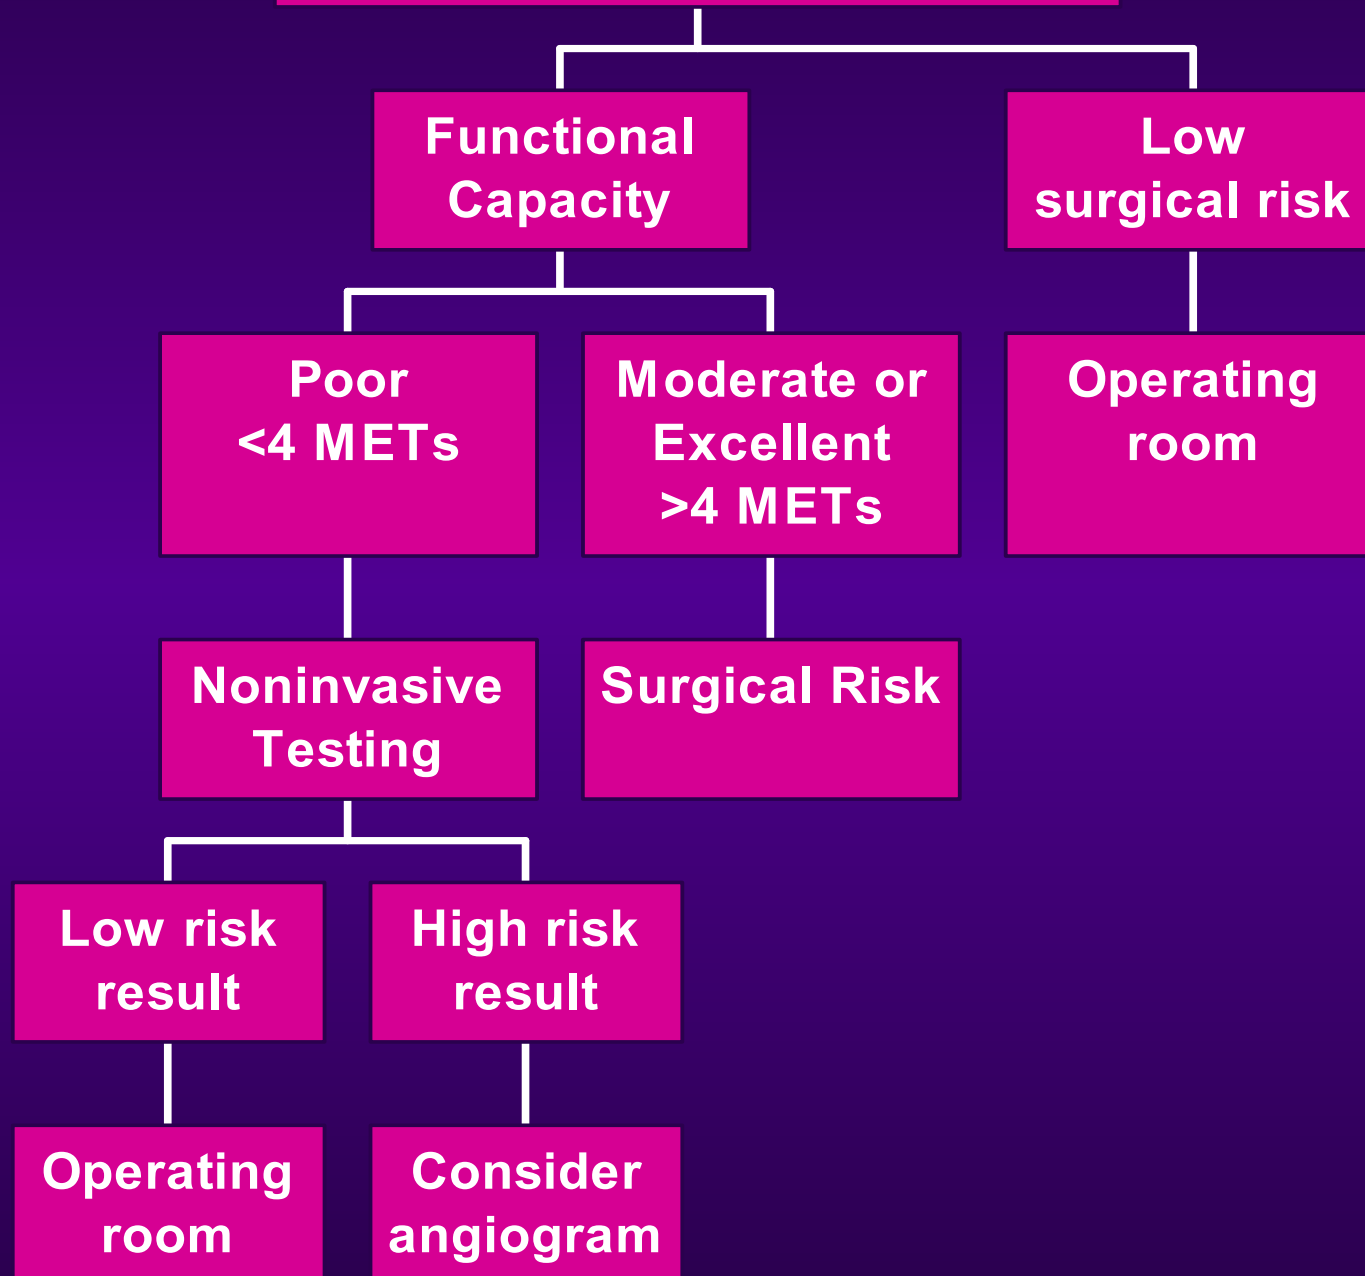 Functional
Capacity
Low
surgical risk
Poor
<4 METs
Moderate or
Excellent
>4 METs
Operating
room
Noninvasive
Testing
Surgical Risk
Low risk
result
High risk
result
Operating
room
Consider
angiogram